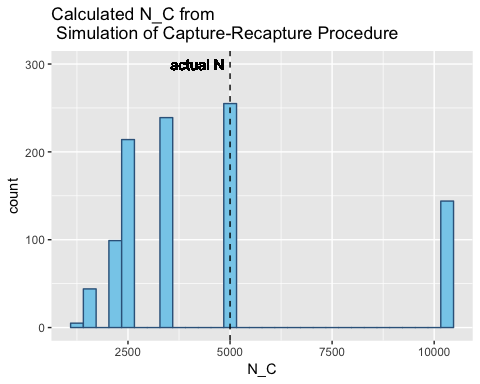 Calculated N_C from
Simulation of Capture-Recapture Procedure
300
actual N
200
count
100
0
2500 5000 7500 10000
N_C